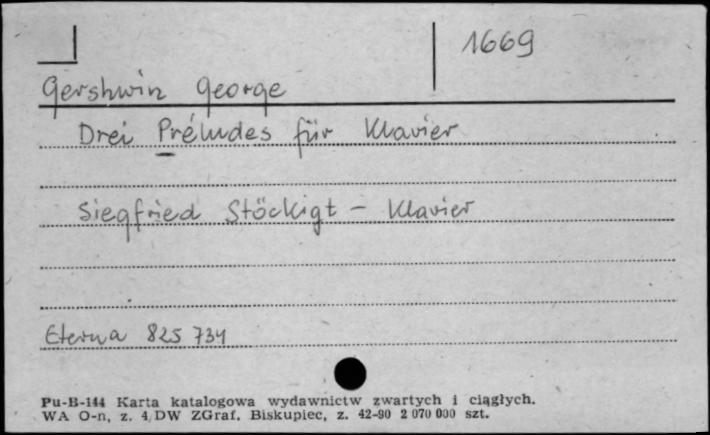 1669
Gershwin George
Drei Préludes für Klavier
Siegfried Stöckigt – Klavier
Eterna 825 734
Pu-B-144 Karta katalogowa wydawnictw zwartych i ciągłych.
WA O-n, z. 4/DW ZGraf. Biskupiec, z. 42-90 2 070 000 szt.